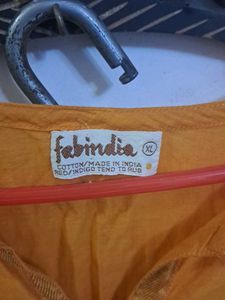 fabindia
XL
COTTON/MADE IN INDIA
RED/INDIGO TEND TO RUB